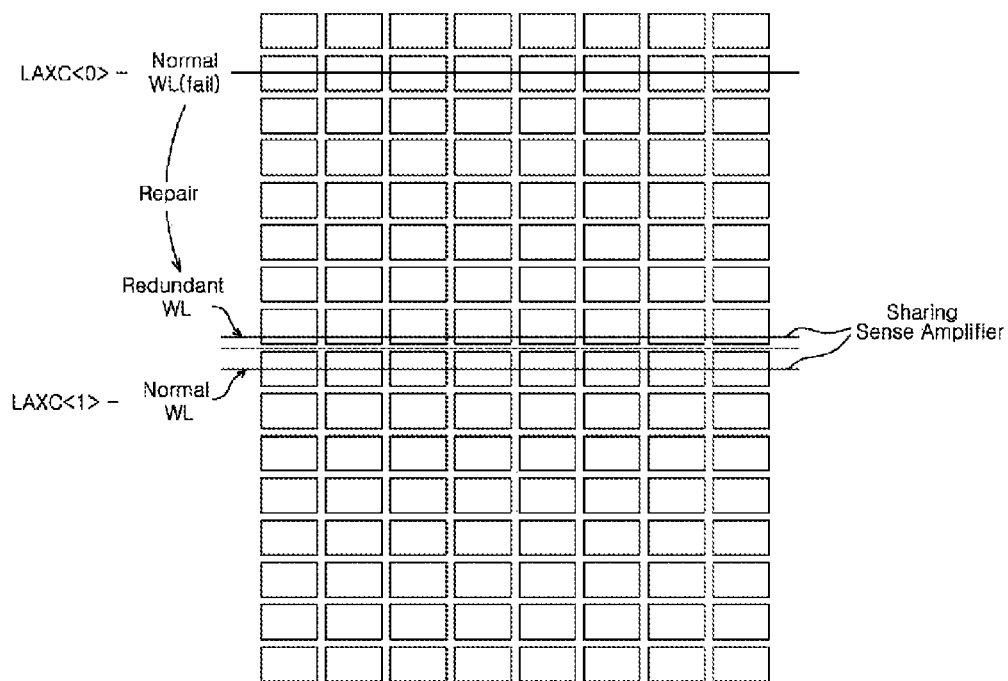 LAXC<0> –
Normal
WL(fail)
Repair
Redundant
WL
Sharing
Sense Amplifier
Normal
WL
LAXC<1> –